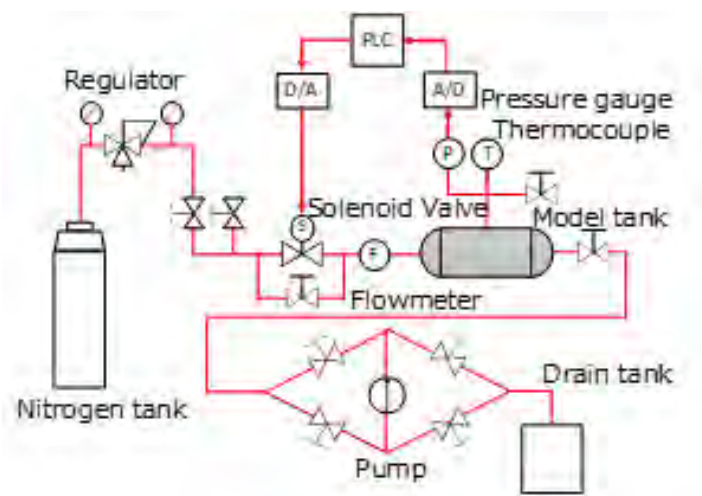 PLC
Regulator
D/A
A/D
Pressure gauge
Thermocouple
P
T
Solenoid Valve
S
Model tank
F
Flowmeter
Nitrogen tank
Drain tank
Pump